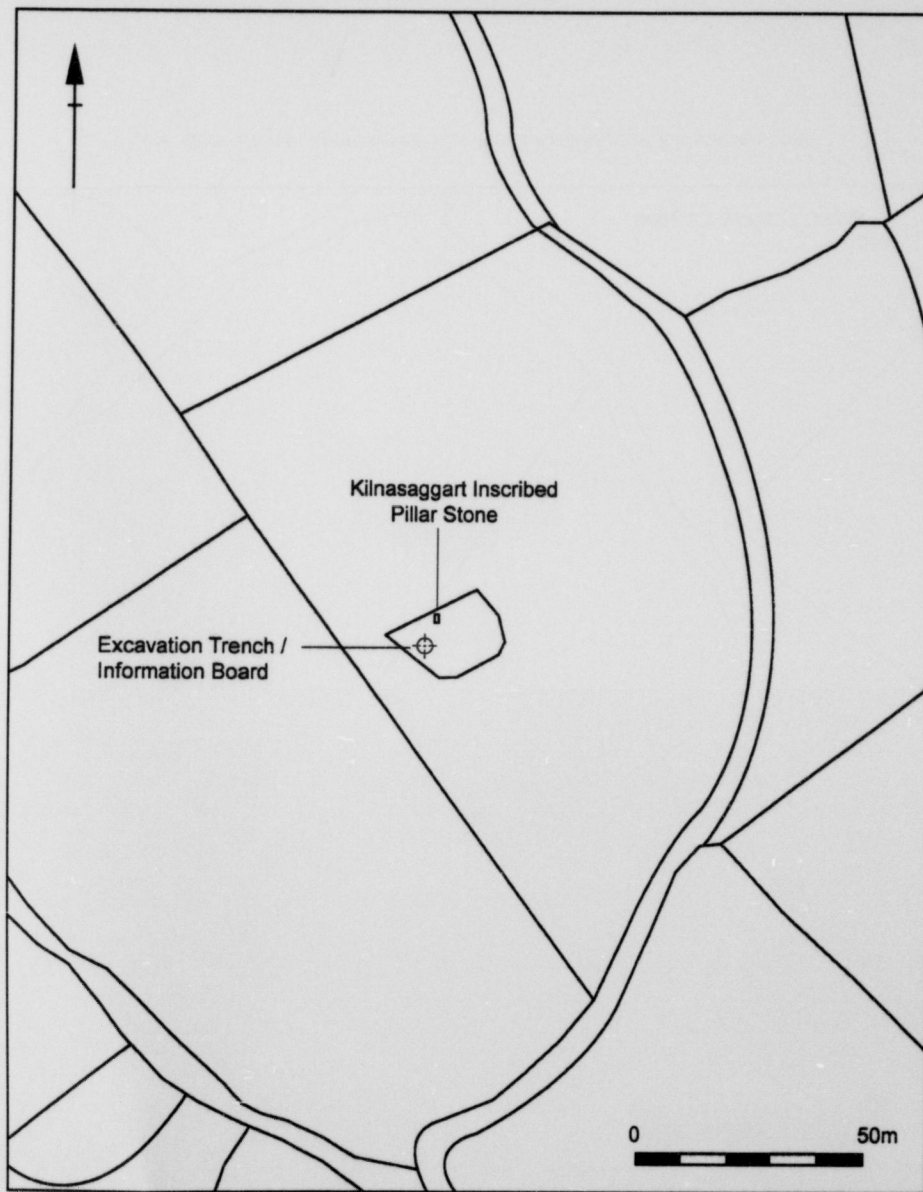 Kilnasaggart Inscribed
Pillar Stone
Excavation Trench /
Information Board
0 50m